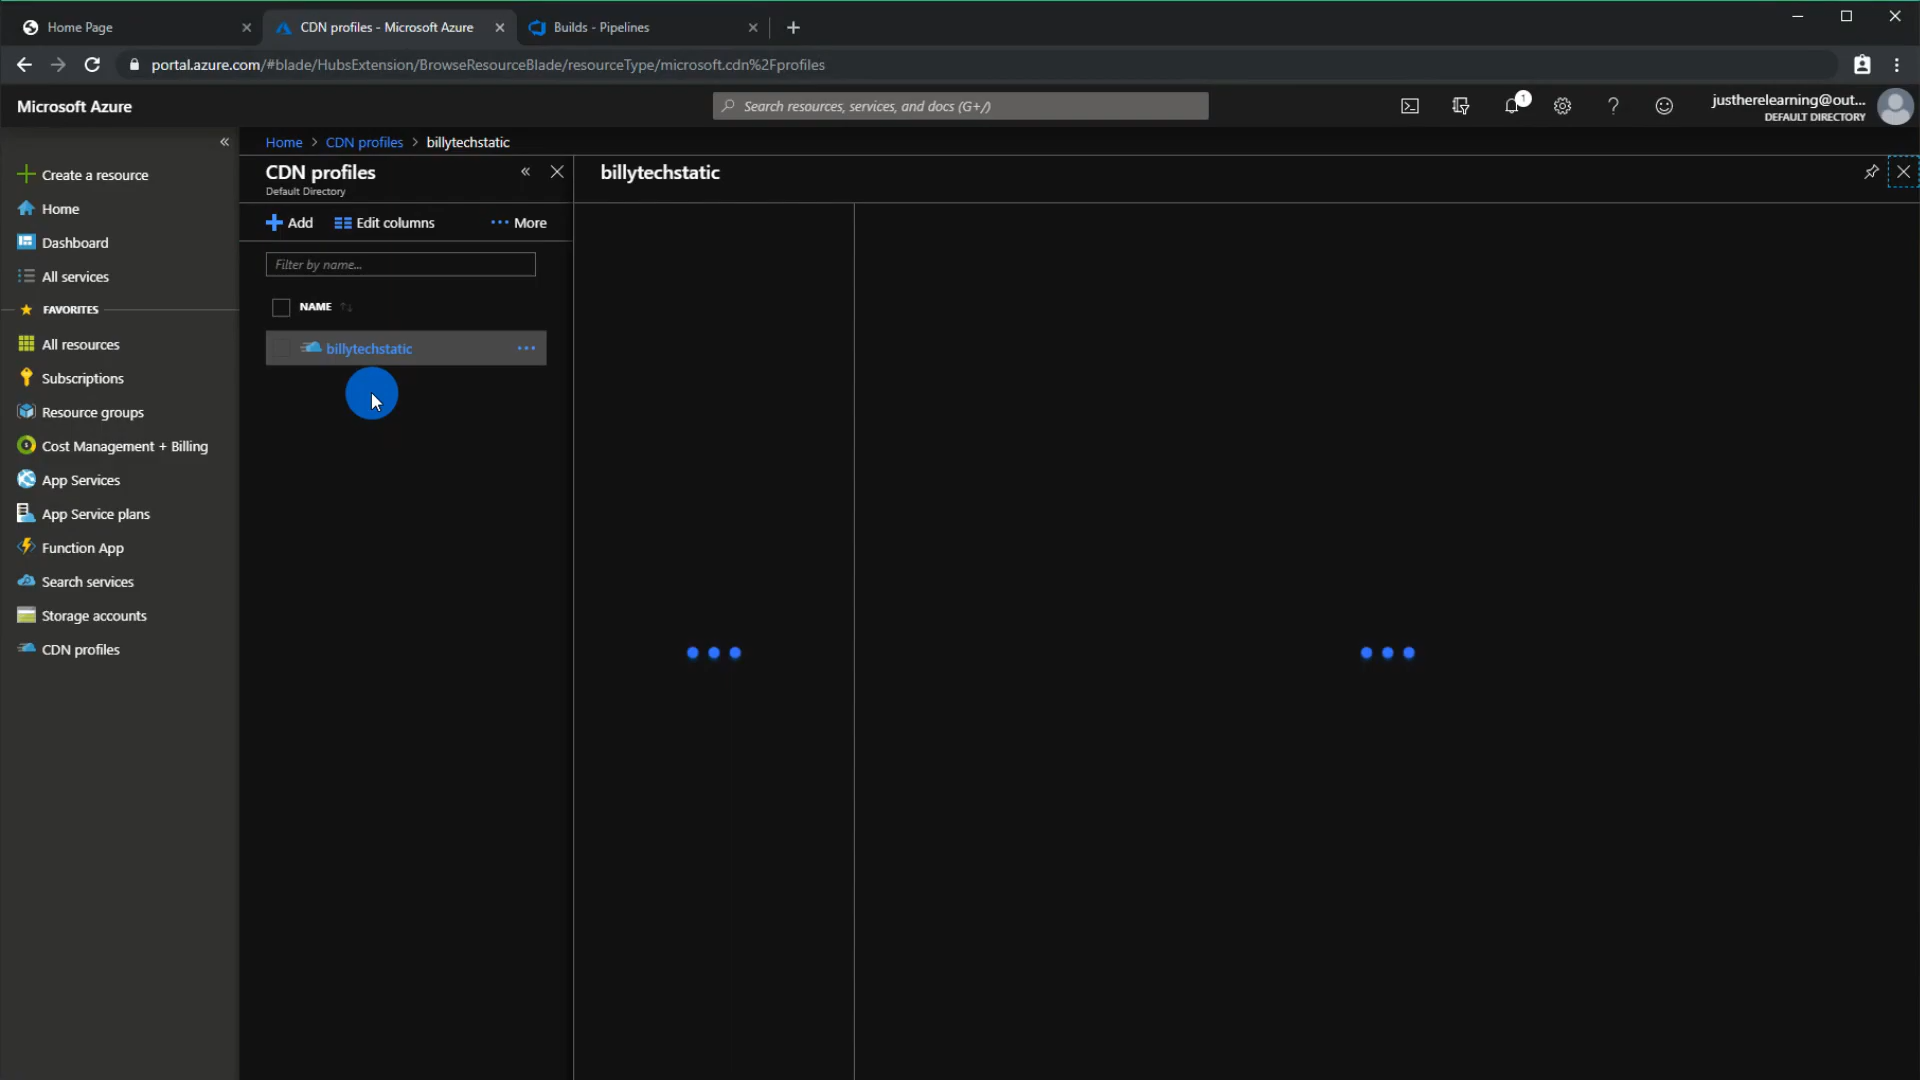 Home Page
CDN profiles - Microsoft Azure
Builds - Pipelines
portal.azure.com/#blade/HubsExtension/BrowseResourceBlade/resourceType/microsoft.cdn%2Fprofiles
Microsoft Azure
Search resources, services, and docs (G+/)
1
justherelearning@out...
DEFAULT DIRECTORY
Home > CDN profiles > billytechstatic
Create a resource
Home
Dashboard
All services
FAVORITES
All resources
Subscriptions
Resource groups
Cost Management + Billing
App Services
App Service plans
Function App
Search services
Storage accounts
CDN profiles
CDN profiles
Default Directory
Add
Edit columns
More
Filter by name...
NAME
billytechstatic
billytechstatic